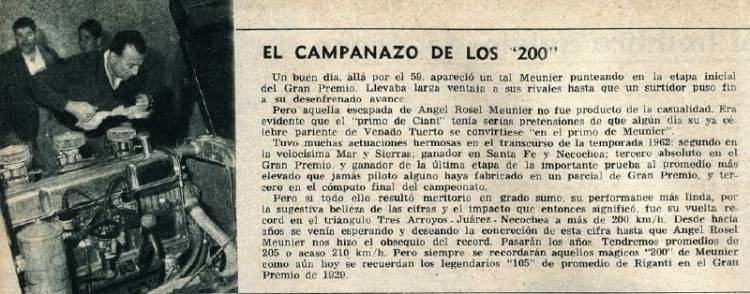 EL CAMPANAZO DE LOS "200"
Un buen día, allá por el 59, apareció un tal Meunier punteando en la etapa inicial
del Gran Premio. Llevaba larga ventaja a sus rivales hasta que un surtidor puso fin
a su desenfrenado avance.
Pero aquella escapada de Angel Rosel Meunier no fue producto de la casualidad. Era
evidente que el "primo de Ciani" tenía serias pretensiones de que algún día su ya cé-
lebre pariente de Venado Tuerto se convirtiese "en el primo de Meunier".
Tuvo muchas actuaciones hermosas en el transcurso de la temporada 1962: segundo en
la velocísima Mar y Sierras; ganador en Santa Fe y Necochea; tercero absoluto en el
Gran Premio, y ganador de la última etapa de la importante prueba al promedio más
elevado que jamás piloto alguno haya fabricado en un parcial de Gran Premio, y ter-
cero en el cómputo final del campeonato.
Pero si todo ello resultó meritorio en grado sumo, su performance más linda, por
la sugestiva belleza de las cifras y el impacto que entonces significó, fue su vuelta re-
cord en el triángulo Tres Arroyos - Juárez - Necochea a más de 200 km/h. Desde hacía
años se venía esperando y deseando la concreción de esta cifra hasta que Angel Rosel
Meunier nos hizo el obsequio del record. Pasarán los años. Tendremos promedios de
205 o acaso 210 km/h. Pero siempre se recordarán aquellos mágicos "200" de Meunier
como aún hoy se recuerdan los legendarios "105" de promedio de Riganti en el Gran
Premio de 1929.